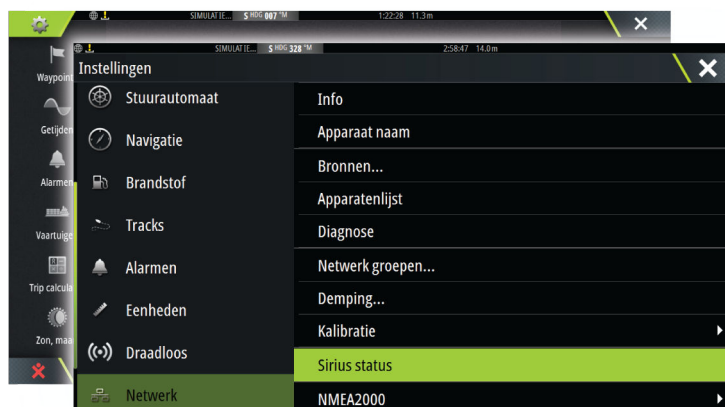 SIMULATIE... S HDG 007 °M 1:22:28 11.3 m
SIMULATIE... S HDG 328 °M 2:58:47 14.0 m
Instellingen
Waypoint
Getijden
Alarmen
Vaartuige
Trip calcula
Zon, maa
Stuurautomaat
Navigatie
Brandstof
Tracks
Alarmen
Eenheden
Draadloos
Netwerk
Info
Apparaat naam
Bronnen...
Apparatenlijst
Diagnose
Netwerk groepen...
Demping...
Kalibratie
Sirius status
NMEA2000